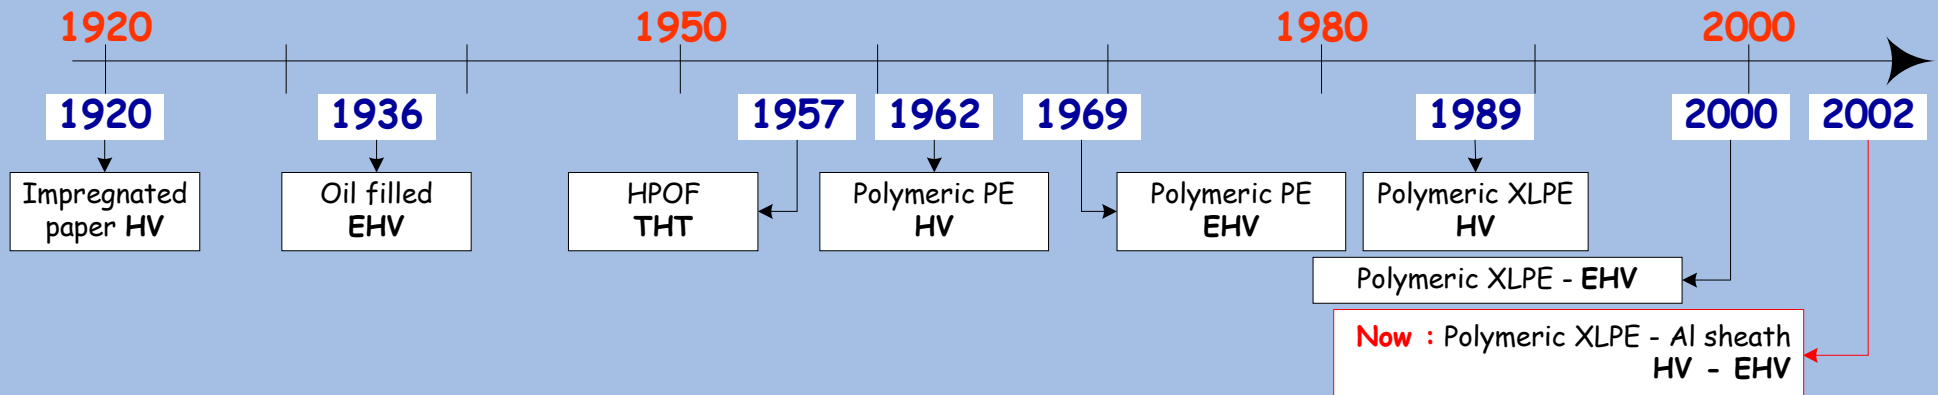 1920 1950 1980 2000
1920 1936 1957 1962 1969 1989 2000 2002
Impregnated
paper HV
Oil filled
EHV
HPOF
THT
Polymeric PE
HV
Polymeric PE
EHV
Polymeric XLPE
HV
Polymeric XLPE - EHV
Now : Polymeric XLPE - Al sheath
HV - EHV